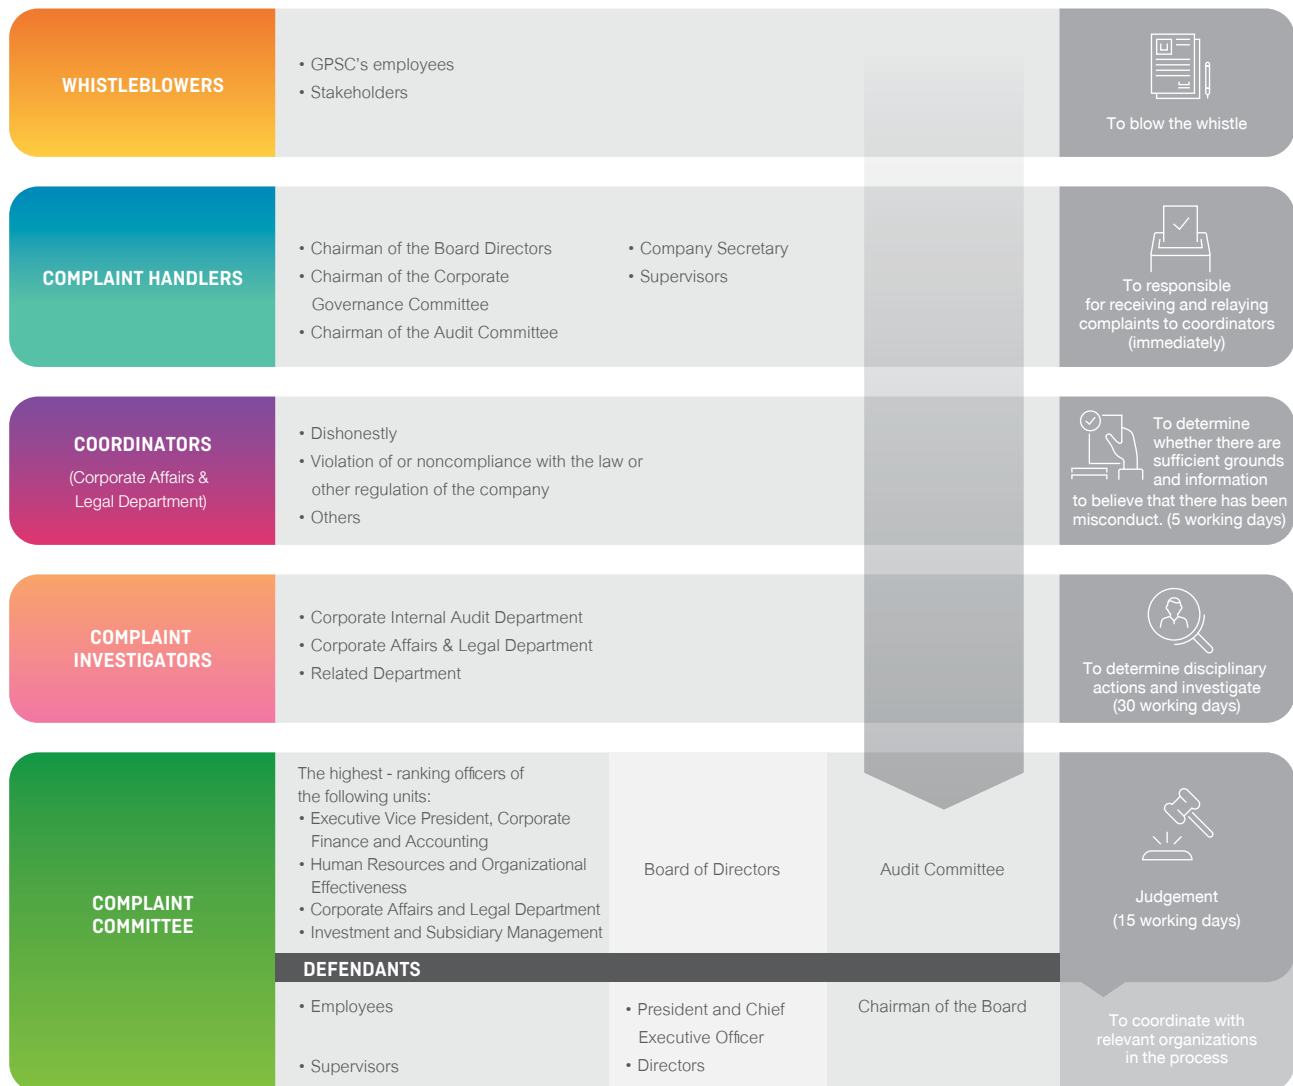 WHISTLEBLOWERS
• GPSC's employees
• Stakeholders
To blow the whistle
COMPLAINT HANDLERS
• Chairman of the Board Directors
• Chairman of the Corporate
Governance Committee
• Chairman of the Audit Committee
• Company Secretary
• Supervisors
To responsible
for receiving and relaying
complaints to coordinators
(immediately)
COORDINATORS
(Corporate Affairs &
Legal Department)
• Dishonestly
• Violation of or noncompliance with the law or
other regulation of the company
• Others
To determine
whether there are
sufficient grounds
and information
to believe that there has been
misconduct. (5 working days)
COMPLAINT
INVESTIGATORS
• Corporate Internal Audit Department
• Corporate Affairs & Legal Department
• Related Department
To determine disciplinary
actions and investigate
(30 working days)
COMPLAINT
COMMITTEE
The highest - ranking officers of
the following units:
• Executive Vice President, Corporate
Finance and Accounting
• Human Resources and Organizational
Effectiveness
• Corporate Affairs and Legal Department
• Investment and Subsidiary Management
Board of Directors
Audit Committee
Judgement
(15 working days)
DEFENDANTS
• Employees
• Supervisors
• President and Chief
Executive Officer
• Directors
Chairman of the Board
To coordinate with
relevant organizations
in the process